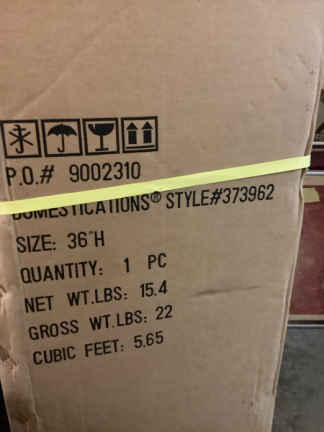 P.O.# 9002310
DOMESTICATIONS® STYLE#373962
SIZE: 36"H
QUANTITY: 1 PC
NET WT.LBS: 15.4
GROSS WT.LBS: 22
CUBIC FEET: 5.65